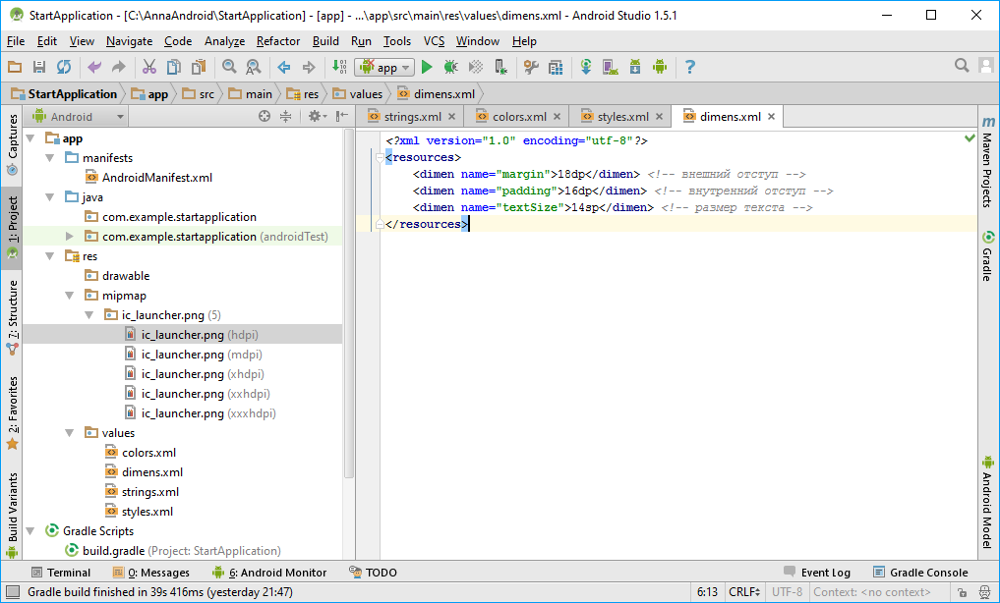 StartApplication - [C:\AnnaAndroid\StartApplication] - [app] - ...\app\src\main\res\values\dimens.xml - Android Studio 1.5.1
File Edit View Navigate Code Analyze Refactor Build Run Tools VCS Window Help
app
StartApplication app src main res values dimens.xml
Android
strings.xml colors.xml styles.xml dimens.xml
Captures
1: Project
7: Structure
2: Favorites
Build Variants
app
manifests
AndroidManifest.xml
java
com.example.startapplication
com.example.startapplication (androidTest)
res
drawable
mipmap
ic_launcher.png (5)
ic_launcher.png (hdpi)
ic_launcher.png (mdpi)
ic_launcher.png (xhdpi)
ic_launcher.png (xxhdpi)
ic_launcher.png (xxxhdpi)
values
colors.xml
dimens.xml
strings.xml
styles.xml
Gradle Scripts
build.gradle (Project: StartApplication)
<?xml version="1.0" encoding="utf-8"?>
<resources>
<dimen name="margin">18dp</dimen> <!-- внешний отступ -->
<dimen name="padding">16dp</dimen> <!-- внутренний отступ -->
<dimen name="textSize">14sp</dimen> <!-- размер текста -->
</resources>
m
Maven Projects
Gradle
Android Model
Terminal 0: Messages 6: Android Monitor TODO Event Log Gradle Console
Gradle build finished in 39s 416ms (yesterday 21:47) 6:13 CRLF UTF-8 Context: <no context>